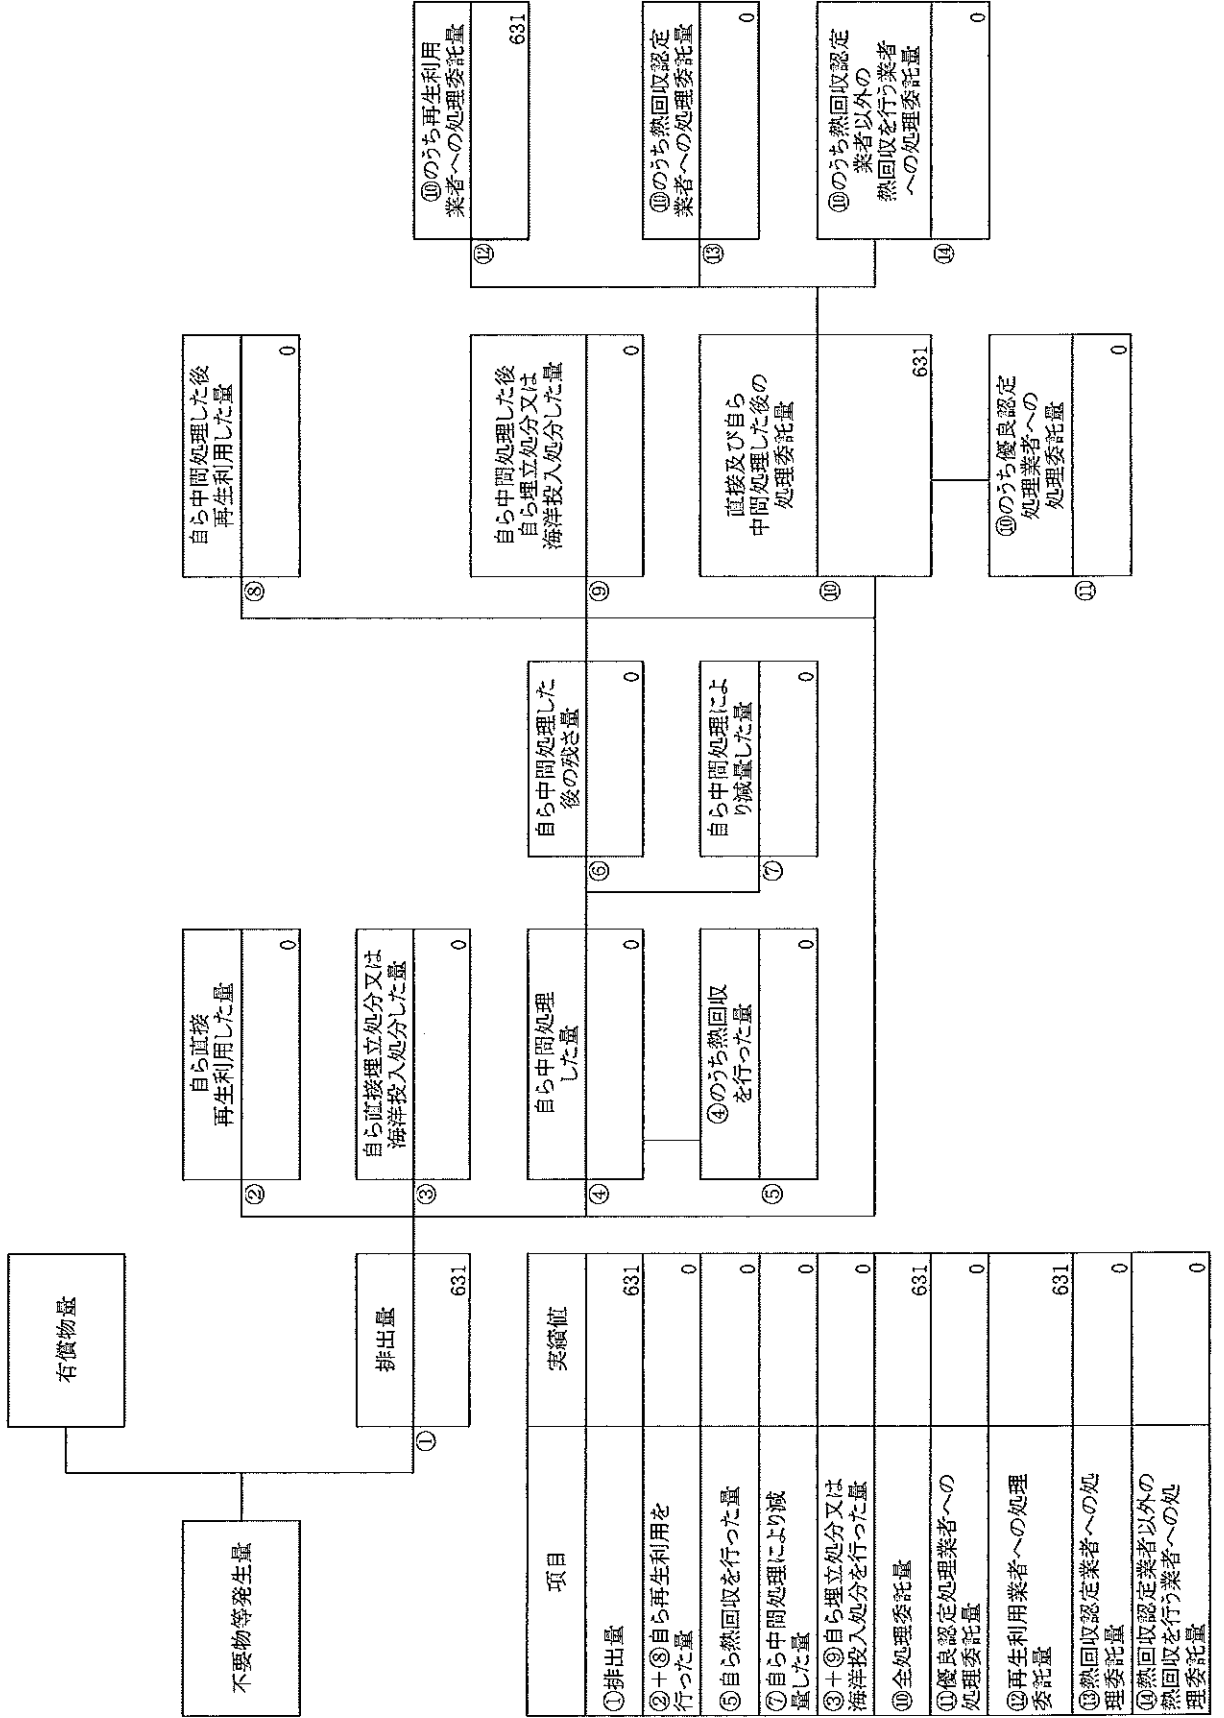 不要物等発生量
有償物量
排出量
①
631
自ら直接
再生利用した量
②
0
自ら直接埋立処分又は
海洋投入処分した量
③
0
自ら中間処理
した量
④
0
④のうち熱回収
を行った量
⑤
0
自ら中間処理した
後の残さ量
⑥
0
自ら中間処理によ
り減量した量
⑦
0
自ら中間処理した後
再生利用した量
⑧
0
自ら中間処理した後
自ら埋立処分又は
海洋投入処分した量
⑨
0
直接及び自ら
中間処理した後の
処理委託量
⑩
631
⑩のうち優良認定
処理業者への
処理委託量
⑪
0
⑩のうち再生利用
業者への処理委託量
⑫
631
⑩のうち熱回収認定
業者への処理委託量
⑬
0
⑩のうち熱回収認定
業者以外の
熱回収を行う業者
への処理委託量
⑭
0
項目 実績値
①排出量 631
②+⑧自ら再生利用を
行った量 0
⑤自ら熱回収を行った量 0
⑦自ら中間処理により減
量した量 0
③+⑨自ら埋立処分又は
海洋投入処分を行った量 0
⑩全処理委託量 631
⑪優良認定処理業者への
処理委託量 0
⑫再生利用業者への処理
委託量 631
⑬熱回収認定業者への処
理委託量 0
⑭熱回収認定業者以外の
熱回収を行う業者への処
理委託量 0